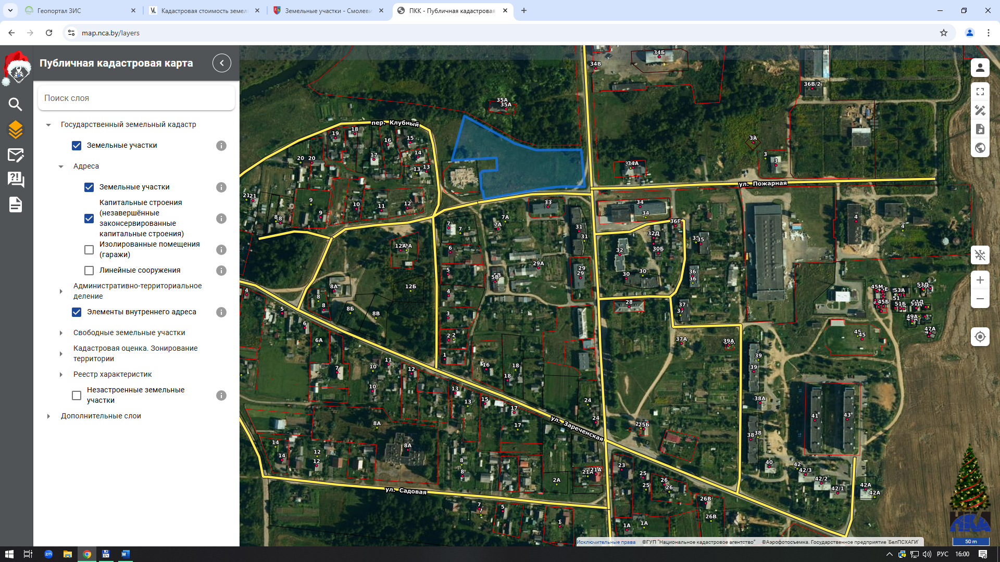 Геопортал ЗИС
Кадастровая стоимость земель
Земельные участки - Смолеви
ПКК - Публичная кадастровая
map.nca.by/layers
Публичная кадастровая карта
Поиск слоя
Государственный земельный кадастр
Земельные участки
Адреса
Земельные участки
Капитальные строения
(незавершённые
законсервированные
капитальные строения)
Изолированные помещения
(гаражи)
Линейные сооружения
Административно-территориальное
деление
Элементы внутреннего адреса
Свободные земельные участки
Кадастровая оценка. Зонирование
территории
Реестр характеристик
Незастроенные земельные
участки
Дополнительные слои
34Б
34В
36В/2
35А
35А
пер. Клубный
18
19
16
15
17
14
20 20
13 13
3А
3
3
34А
ул. Пожарная
21 21
9
9
8 8
10
11
12
33
34
34
7А
7А
7
7
31
31
36Г
32Д
30Б
32
35
35
4
4
12А
6
5
29А
29
29
5В
5В
30
30
36
36
8А
12Б
4
4
8
8
8Б
8В
28
37
37
45М
45Б
53А
53Д
51
51Б
51Д
49А
47А
45
45
5
6
6А
3
2 2
1
37А
39А
39
39
7
10
11
12
10
16
18
18
13
13
15
17
17
24
24
38А
41
43
38 38
8А
8А
ул. Зареченская
25Б
14
14
12
12
8
8
21А
2А
23
25
25
26
26
40
42
42/3
42/2
42/1
42А
42А
ул. Садовая
7
7
5
1
1А
1А
26В
26В
НКА
Исключительные права ©ГУП "Национальное кадастровое агентство" ©Аэрофотосъемка. Государственное предприятие 'БелПСХАГИ'
50 m
zm
64
W
РУС
16:00